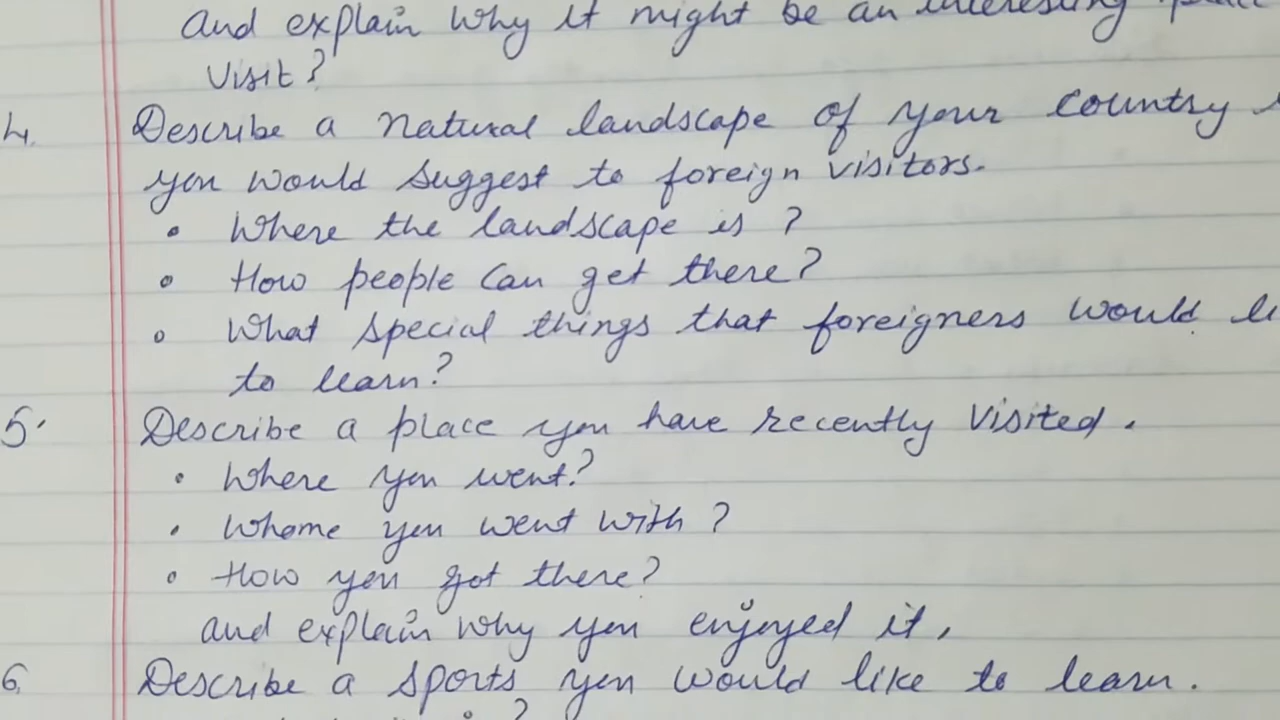 and explain why it might be an interesting place
visit?
4. Describe a natural landscape of your country
you would suggest to foreign visitors.
• Where the landscape is?
• How people can get there?
• What special things that foreigners would
to learn?
5. Describe a place you have recently visited.
• Where you went?
• Whome you went with?
• How you got there?
and explain why you enjoyed it,
6. Describe a sports you would like to learn.